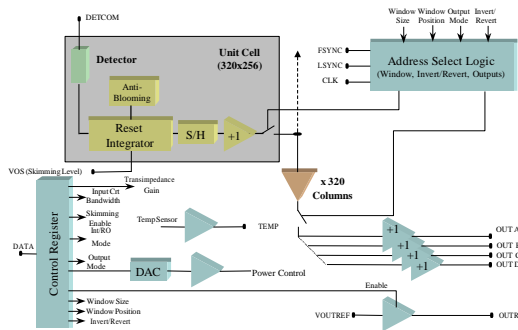 DETCOM
Window Size
Window Position
Output Mode
Invert/ Revert
Unit Cell
(320x256)
Detector
Anti-
Blooming
Reset
Integrator
S/H
+1
FSYNC
LSYNC
CLK
Address Select Logic
(Window, Invert/Revert, Outputs)
VOS (Skimming Level)
x 320
Columns
Transimpedance
Gain
Input Crt
Bandwidth
Skimming
Enable
Int/RO
Mode
Output
Mode
Window Size
Window Position
Invert/Revert
DATA
Control Register
TempSensor
TEMP
DAC
Power Control
+1
+1
+1
+1
OUT A
OUT D
Enable
VOUTREF